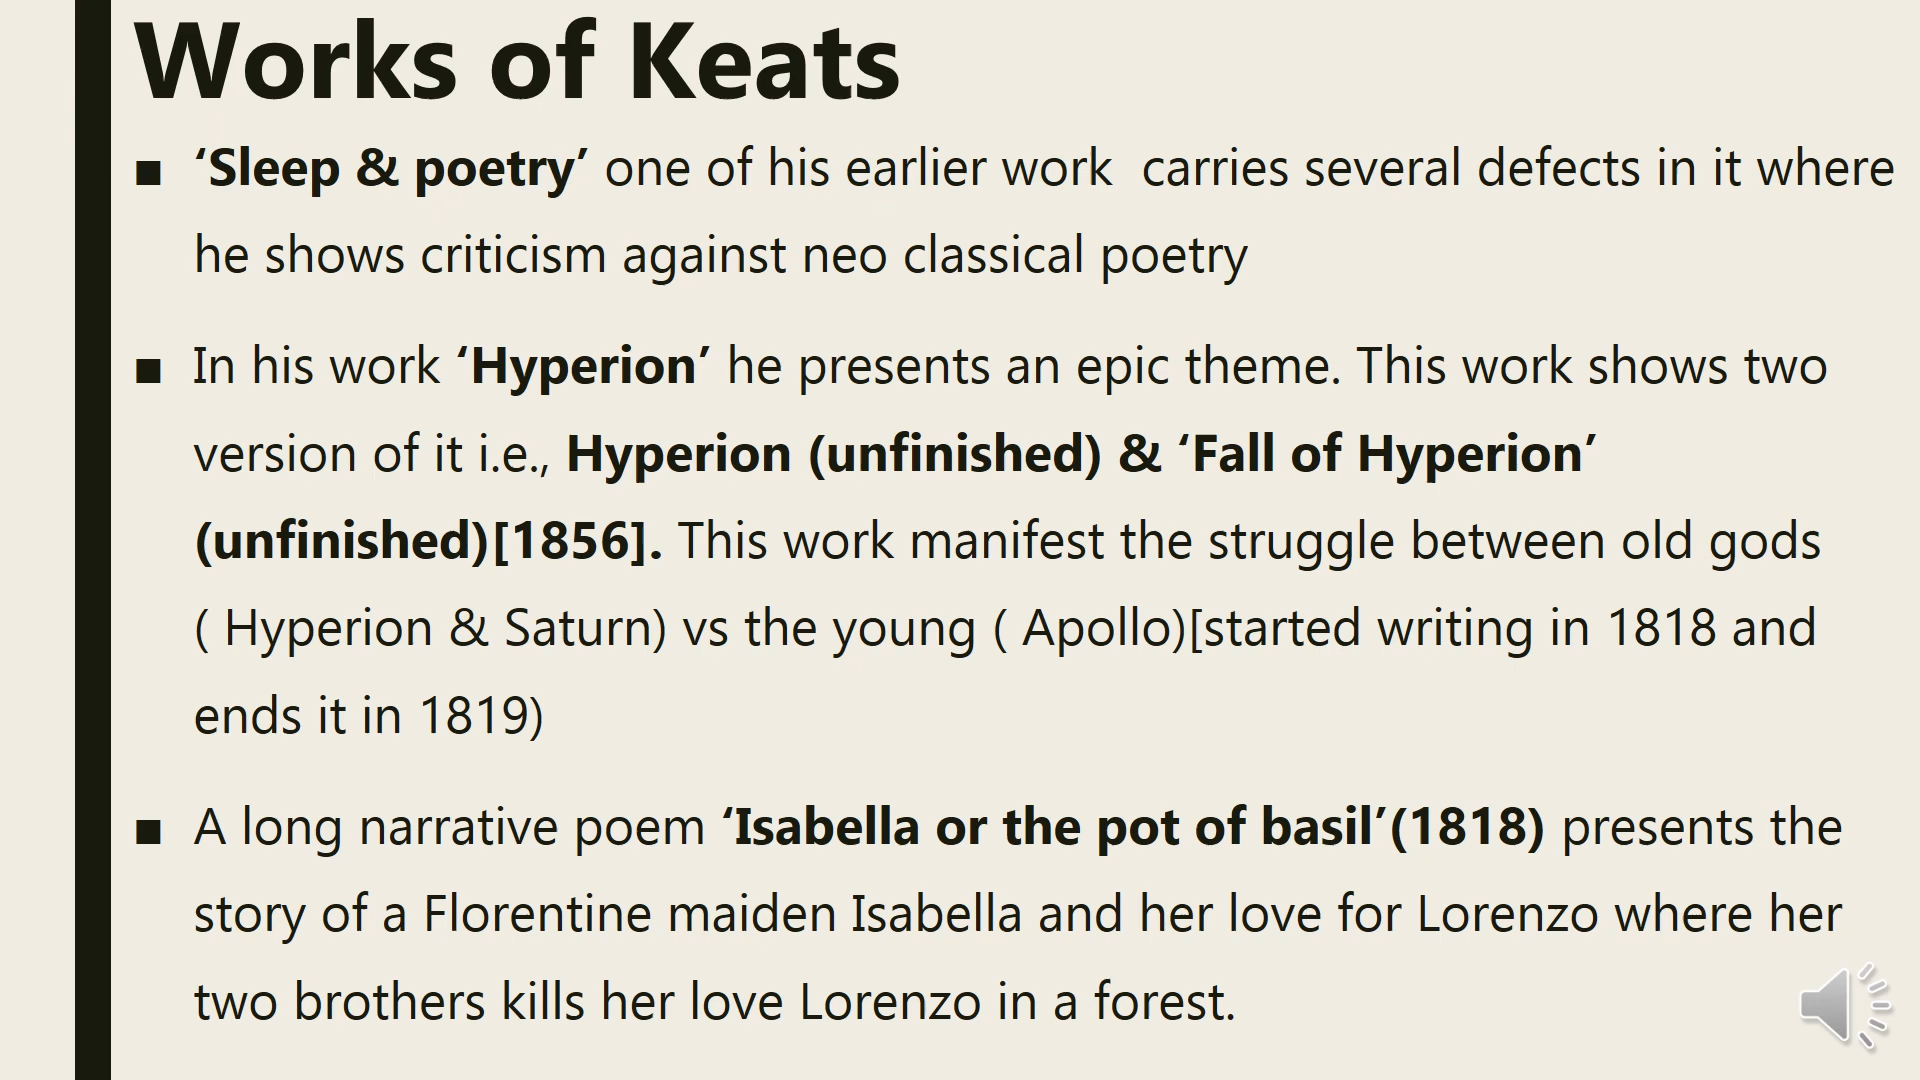 Works of Keats
▪ ‘Sleep & poetry’ one of his earlier work  carries several defects in it where
he shows criticism against neo classical poetry
▪ In his work ‘Hyperion’ he presents an epic theme. This work shows two
version of it i.e., Hyperion (unfinished) & ‘Fall of Hyperion’
(unfinished)[1856]. This work manifest the struggle between old gods
( Hyperion & Saturn) vs the young ( Apollo)[started writing in 1818 and
ends it in 1819)
▪ A long narrative poem ‘Isabella or the pot of basil’(1818) presents the
story of a Florentine maiden Isabella and her love for Lorenzo where her
two brothers kills her love Lorenzo in a forest.